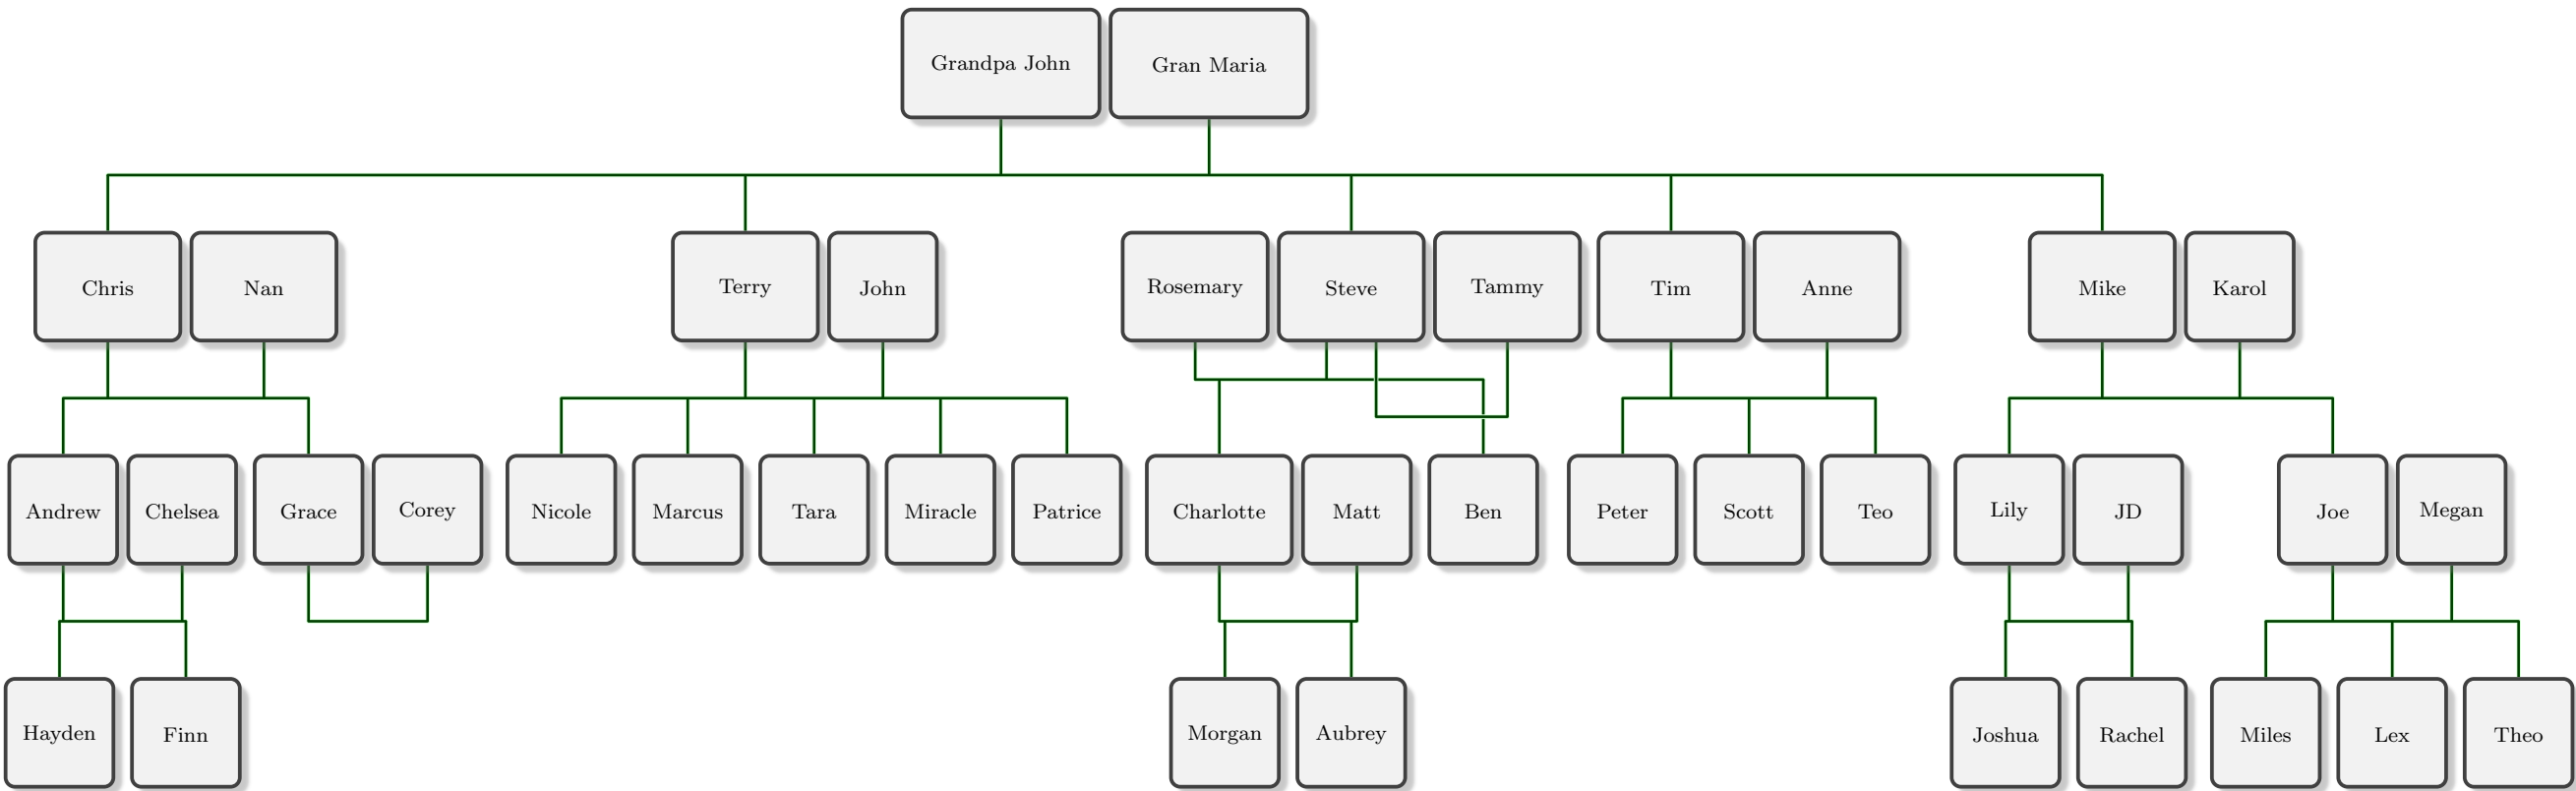 Grandpa John
Gran Maria
Chris
Nan
Terry
John
Rosemary
Steve
Tammy
Tim
Anne
Mike
Karol
Andrew
Chelsea
Grace
Corey
Nicole
Marcus
Tara
Miracle
Patrice
Charlotte
Matt
Ben
Peter
Scott
Teo
Lily
JD
Joe
Megan
Hayden
Finn
Morgan
Aubrey
Joshua
Rachel
Miles
Lex
Theo